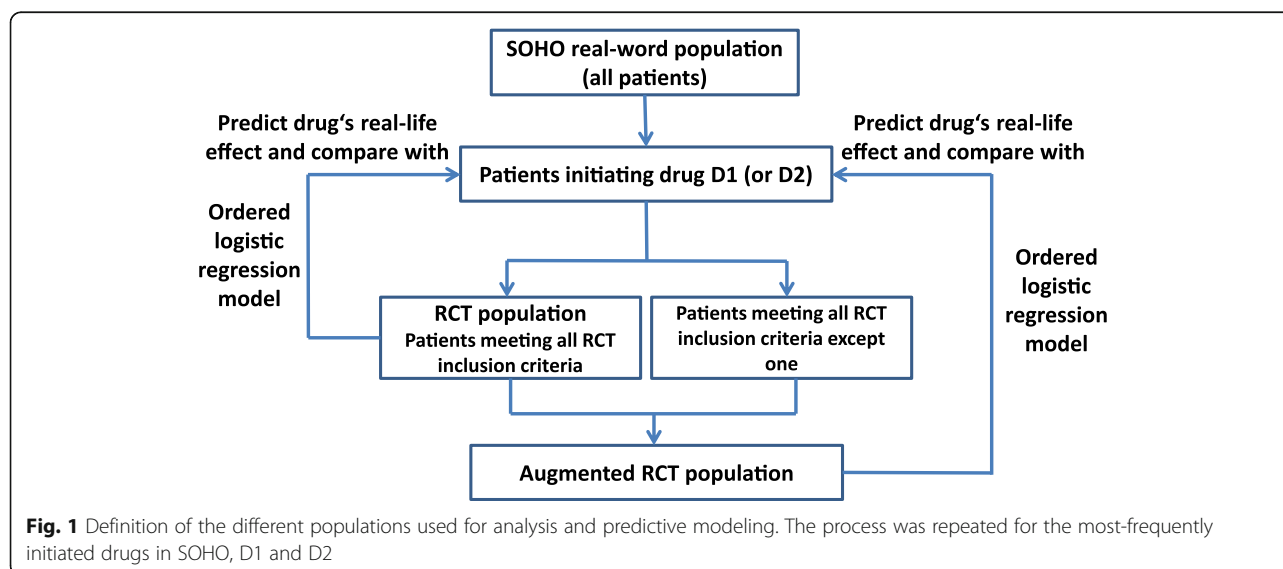 SOHO real-word population
(all patients)
Predict drug‘s real-life
effect and compare with
Predict drug‘s real-life
effect and compare with
Patients initiating drug D1 (or D2)
Ordered
logistic
regression
model
RCT population
Patients meeting all RCT
inclusion criteria
Patients meeting all RCT
inclusion criteria except
one
Ordered
logistic
regression
model
Augmented RCT population
Fig. 1 Definition of the different populations used for analysis and predictive modeling. The process was repeated for the most-frequently
initiated drugs in SOHO, D1 and D2